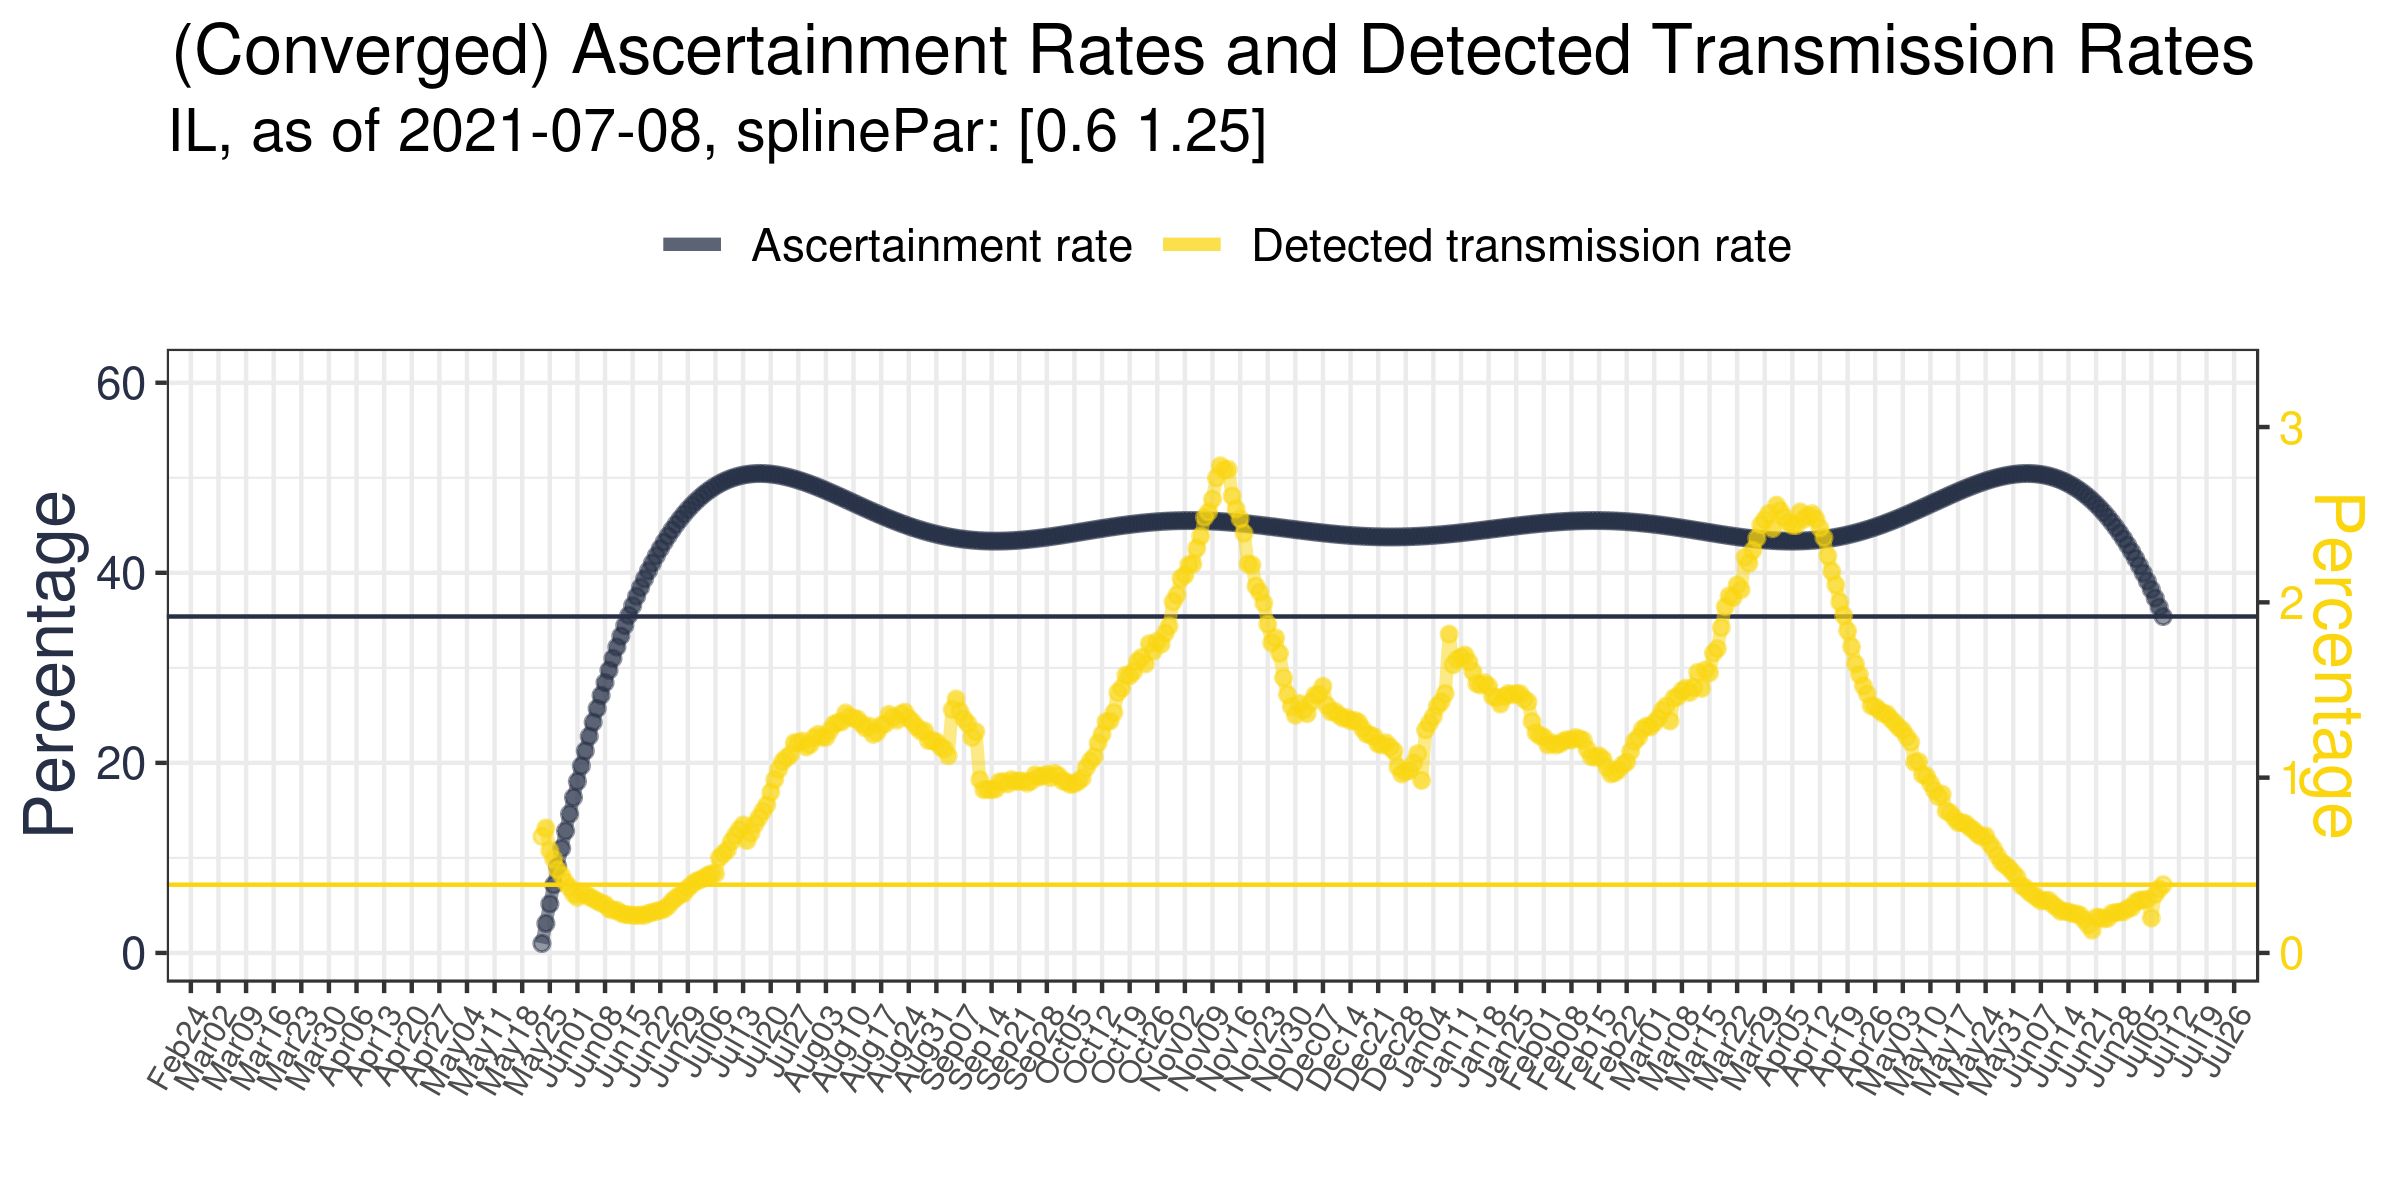 (Converged) Ascertainment Rates and Detected Transmission Rates
IL, as of 2021-07-08, splinePar: [0.6 1.25]
Ascertainment rate
Detected transmission rate
Percentage
60
40
20
0
3
2
1
0
Percentage
Feb24
Mar02
Mar09
Mar16
Mar23
Mar30
Apr06
Apr13
Apr20
Apr27
May04
May11
May18
May25
Jun01
Jun08
Jun15
Jun22
Jun29
Jul06
Jul13
Jul20
Jul27
Aug03
Aug10
Aug17
Aug24
Aug31
Sep07
Sep14
Sep21
Sep28
Oct05
Oct12
Oct19
Oct26
Nov02
Nov09
Nov16
Nov23
Nov30
Dec07
Dec14
Dec21
Dec28
Jan04
Jan11
Jan18
Jan25
Feb01
Feb08
Feb15
Feb22
Mar01
Mar08
Mar15
Mar22
Mar29
Apr05
Apr12
Apr19
Apr26
May03
May10
May17
May24
May31
Jun07
Jun14
Jun21
Jun28
Jul05
Jul12
Jul19
Jul26